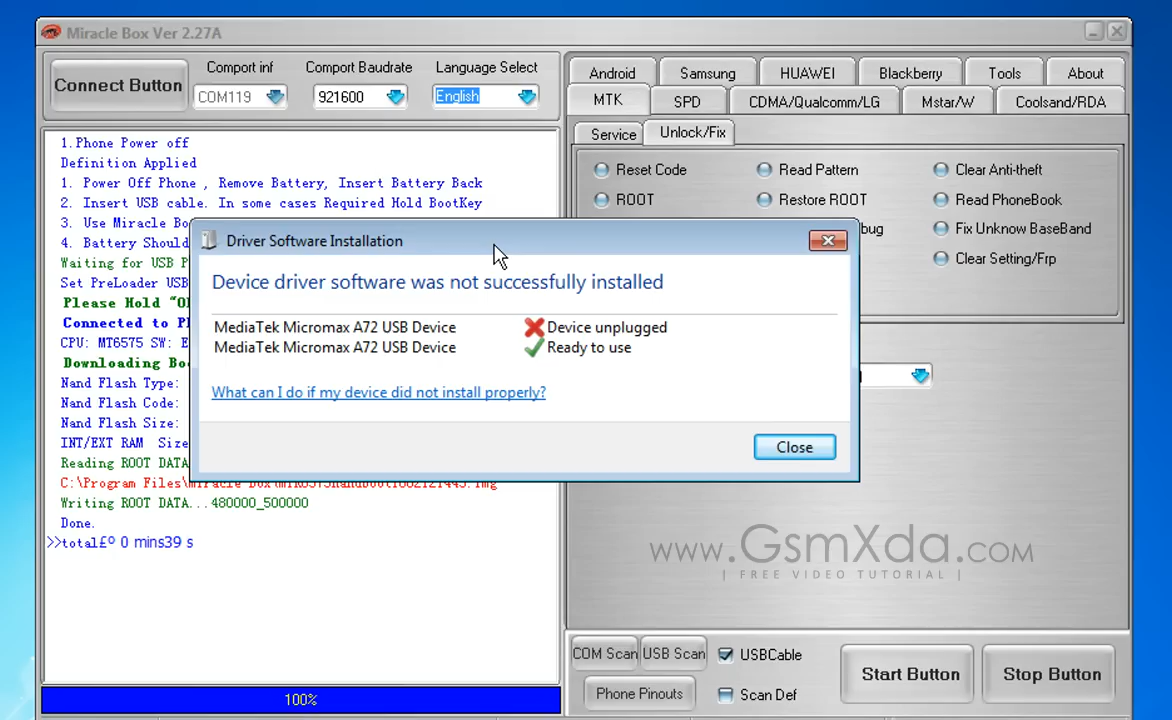 Miracle Box Ver 2.27A
Connect Button
Comport inf
COM119
Comport Baudrate
921600
Language Select
English
1.Phone Power off
Definition Applied
1. Power Off Phone , Remove Battery, Insert Battery Back
2. Insert USB cable. In some cases Required Hold BootKey
3. Use Miracle Bo
4. Battery Should
Waiting for USB P
Set PreLoader USB
Please Hold "O
Connected to P
CPU: MT6575 SW: E
Downloading Bo
Nand Flash Type:
Nand Flash Code:
Nand Flash Size:
INT/EXT RAM Size
Reading ROOT DATA
C:\Program Files\
Writing ROOT DATA...480000_500000
Done.
>>total£º 0 mins39 s
100%
Android
Samsung
HUAWEI
Blackberry
Tools
About
MTK
SPD
CDMA/Qualcomm/LG
Mstar/W
Coolsand/RDA
Service
Unlock/Fix
Reset Code
Read Pattern
Clear Anti-theft
ROOT
Restore ROOT
Read PhoneBook
bug
Fix Unknow BaseBand
Clear Setting/Frp
Driver Software Installation
Device driver software was not successfully installed
MediaTek Micromax A72 USB Device
Device unplugged
MediaTek Micromax A72 USB Device
Ready to use
What can I do if my device did not install properly?
Close
www.GsmXda.com
| FREE VIDEO TUTORIAL |
COM Scan
USB Scan
USBCable
Phone Pinouts
Scan Def
Start Button
Stop Button